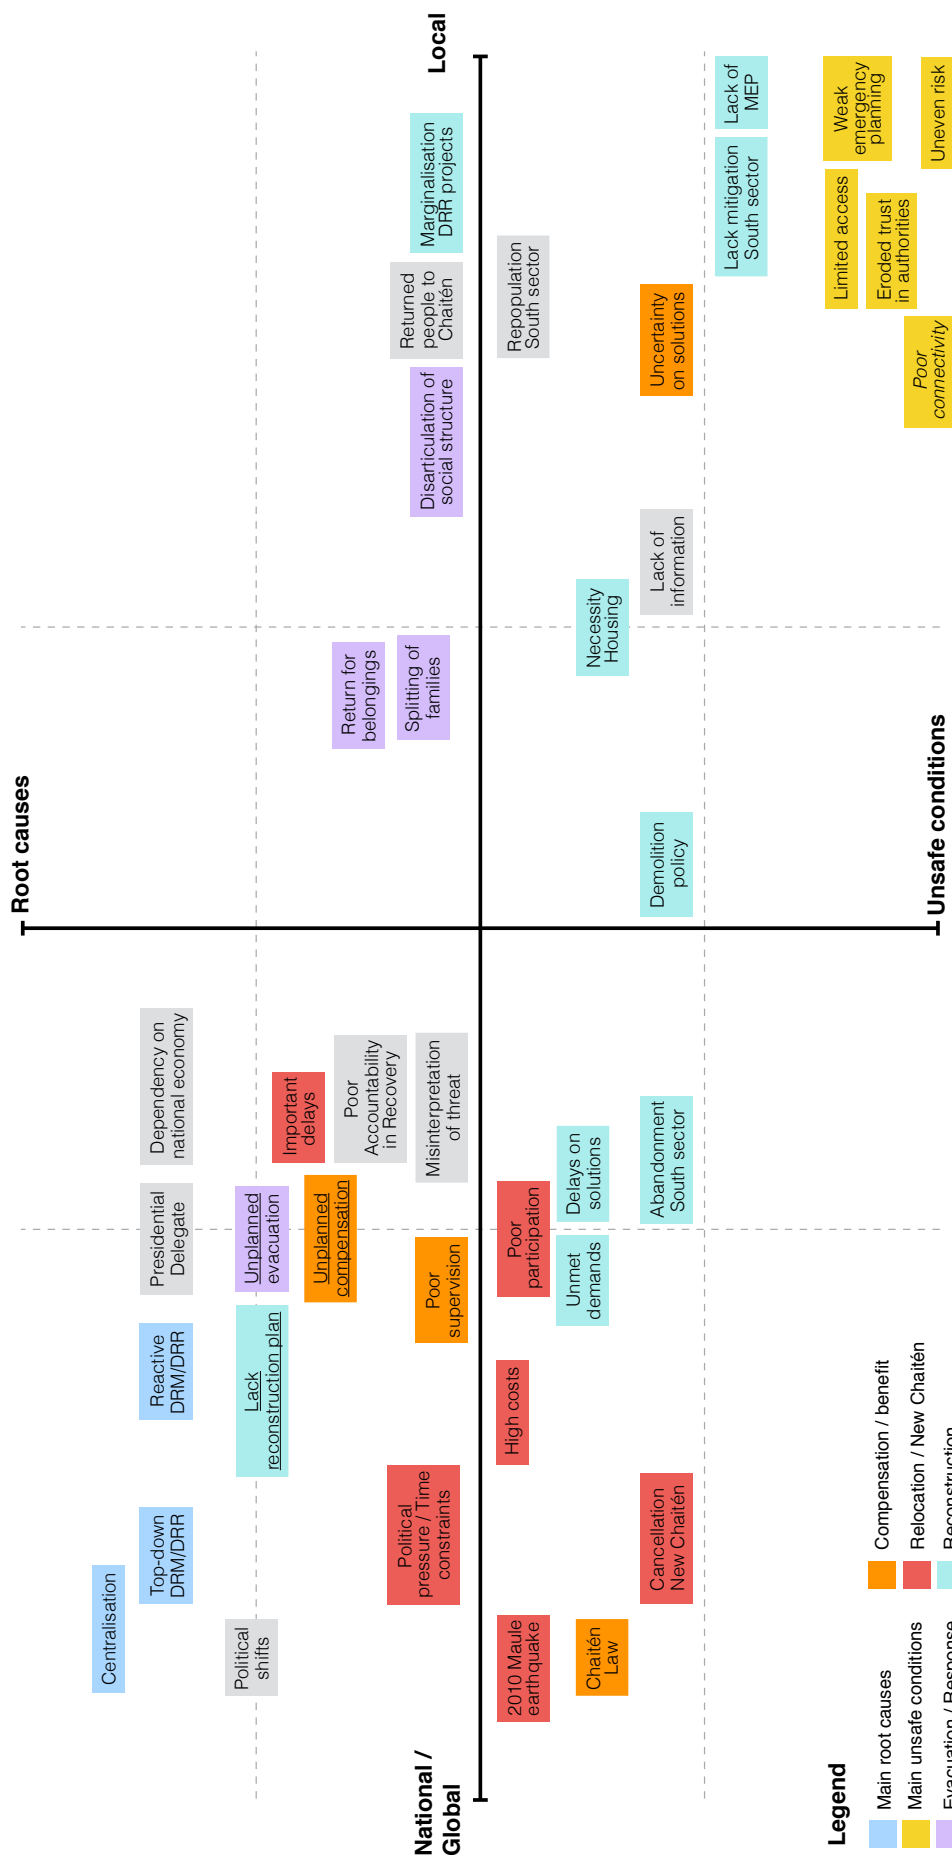 Root causes
Centralisation
Top-down
DRM/DRR
Reactive
DRM/DRR
Presidential
Delegate
Dependency on
national economy
Political
shifts
Lack
reconstruction plan
Unplanned
evacuation
Important
delays
Unplanned
compensation
Poor
Accountability
in Recovery
Return for
belongings
Splitting of
families
Political
pressure / Time
constraints
Poor
supervision
Misinterpretation
of threat
Disarticulation of
social structure
Returned
people to
Chaitén
Marginalisation
DRR projects
National /
Global
Local
2010 Maule
earthquake
High costs
Poor
participation
Repopulation
South sector
Chaitén
Law
Unmet
demands
Delays on
solutions
Necessity
Housing
Cancellation
New Chaitén
Abandonment
South sector
Demolition
policy
Lack of
information
Uncertainty
on solutions
Lack mitigation
South sector
Lack of
MEP
Limited access
Weak
emergency
planning
Eroded trust
in authorities
Poor
connectivity
Uneven risk
Unsafe conditions
Legend
Main root causes
Main unsafe conditions
Evacuation / Response
Compensation / benefit
Relocation / New Chaitén
Reconstruction